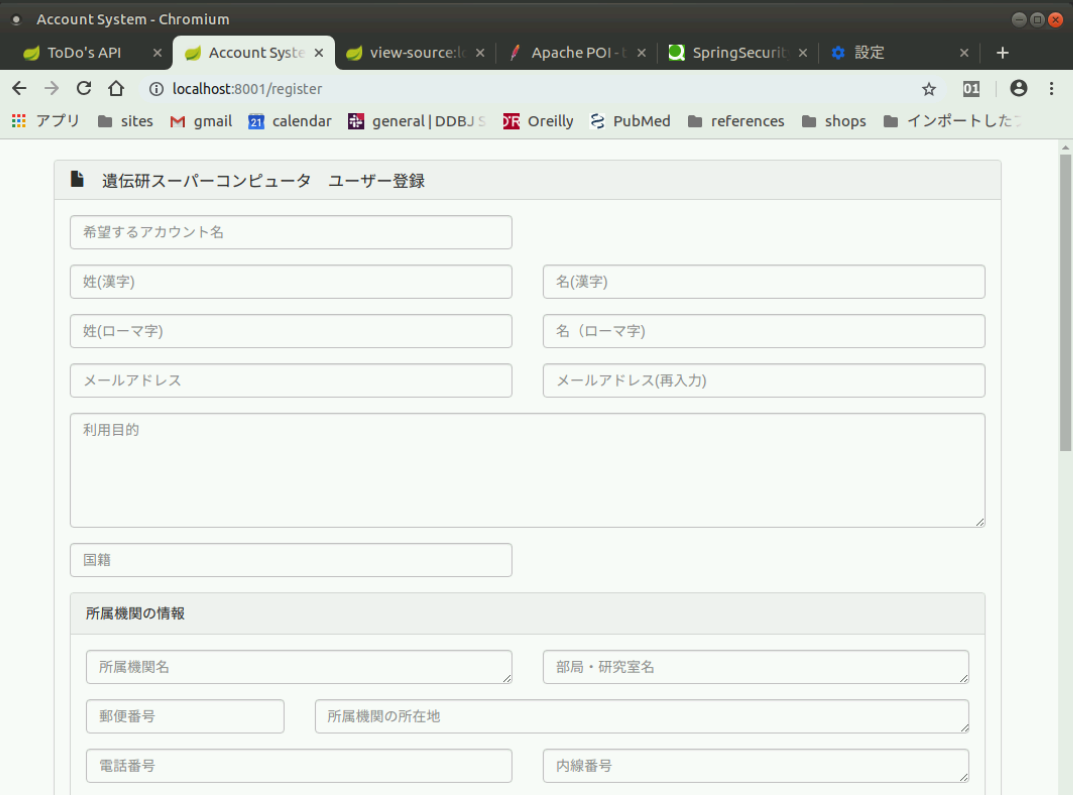 Account System - Chromium
ToDo's API
Account Syste
view-source:lo
Apache POI - t
SpringSecurit
設定
localhost:8001/register
01
アプリ
sites
gmail
21
calendar
general | DDBJ S
Oreilly
PubMed
references
shops
インポートした
遺伝研スーパーコンピュータ　ユーザー登録
希望するアカウント名
姓(漢字)
名(漢字)
姓(ローマ字)
名（ローマ字)
メールアドレス
メールアドレス(再入力)
利用目的
国籍
所属機関の情報
所属機関名
部局・研究室名
郵便番号
所属機関の所在地
電話番号
内線番号